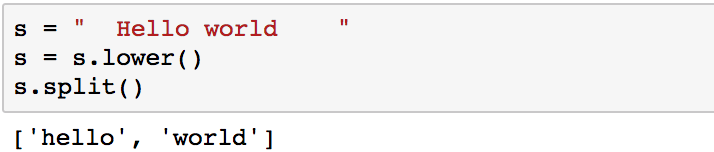 s = "  Hello world    "
s = s.lower()
s.split()
['hello', 'world']